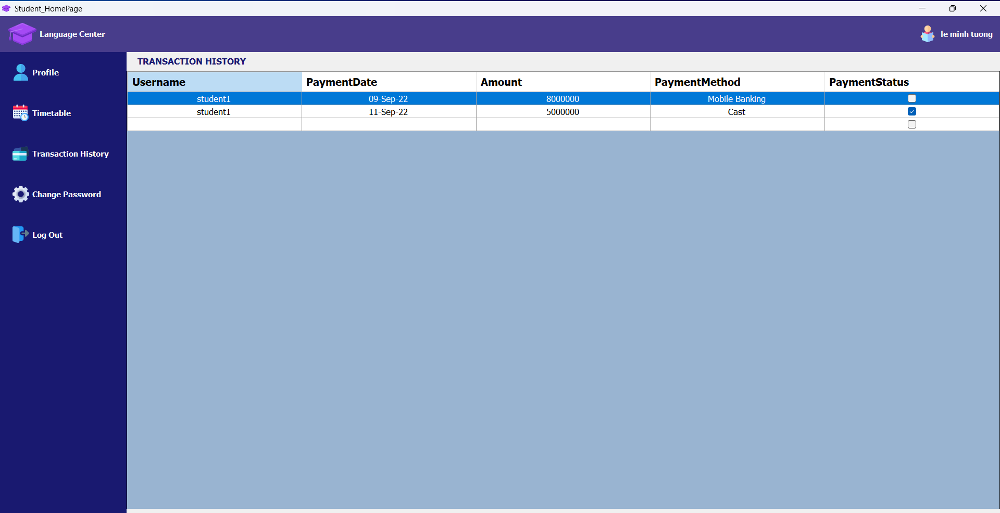 Student_HomePage
Language Center
le minh tuong
Profile
Timetable
Transaction History
Change Password
Log Out
TRANSACTION HISTORY
Username PaymentDate Amount PaymentMethod PaymentStatus
student1 09-Sep-22 8000000 Mobile Banking
student1 11-Sep-22 5000000 Cast